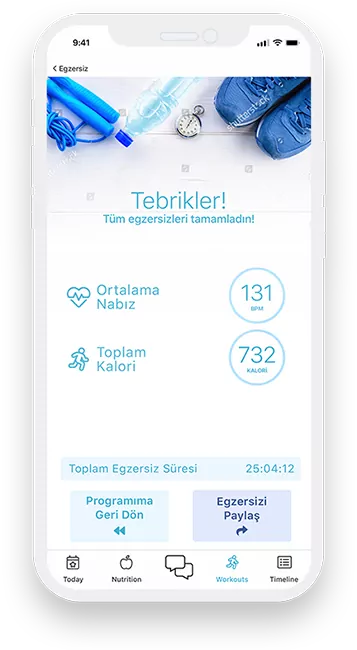 9:41
Egzersiz
shutterstock
Tebrikler!
Tüm egzersizleri tamamladın!
Ortalama
Nabız
131
BPM
Toplam
Kalori
732
KALORİ
Toplam Egzersiz Süresi 25:04:12
Programıma
Geri Dön
Egzersizi
Paylaş
Today Nutrition Workouts Timeline